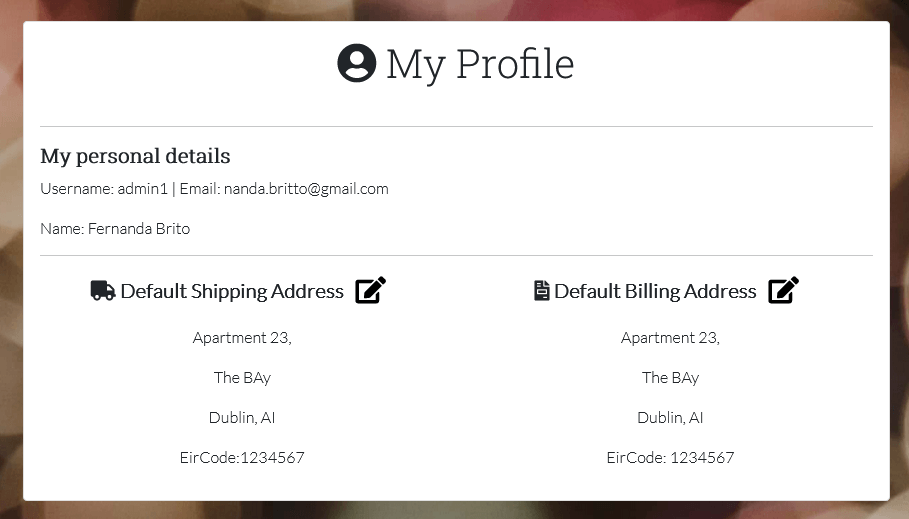 My Profile
My personal details
Username: admin1 | Email: nanda.britto@gmail.com
Name: Fernanda Brito
Default Shipping Address
Apartment 23,
The BAy
Dublin, AI
EirCode:1234567
Default Billing Address
Apartment 23,
The BAy
Dublin, AI
EirCode: 1234567